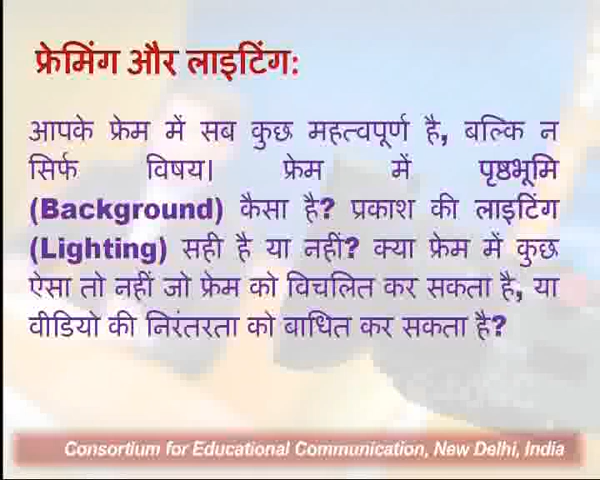 फ्रेमिंग और लाइटिंग:
आपके फ्रेम में सब कुछ महत्वपूर्ण है, बल्कि न
सिर्फ विषय। फ्रेम में पृष्ठभूमि
(Background) कैसा है? प्रकाश की लाइटिंग
(Lighting) सही है या नहीं? क्या फ्रेम में कुछ
ऐसा तो नहीं जो फ्रेम को विचलित कर सकता है, या
वीडियो की निरंतरता को बाधित कर सकता है?
Consortium for Educational Communication, New Delhi, India